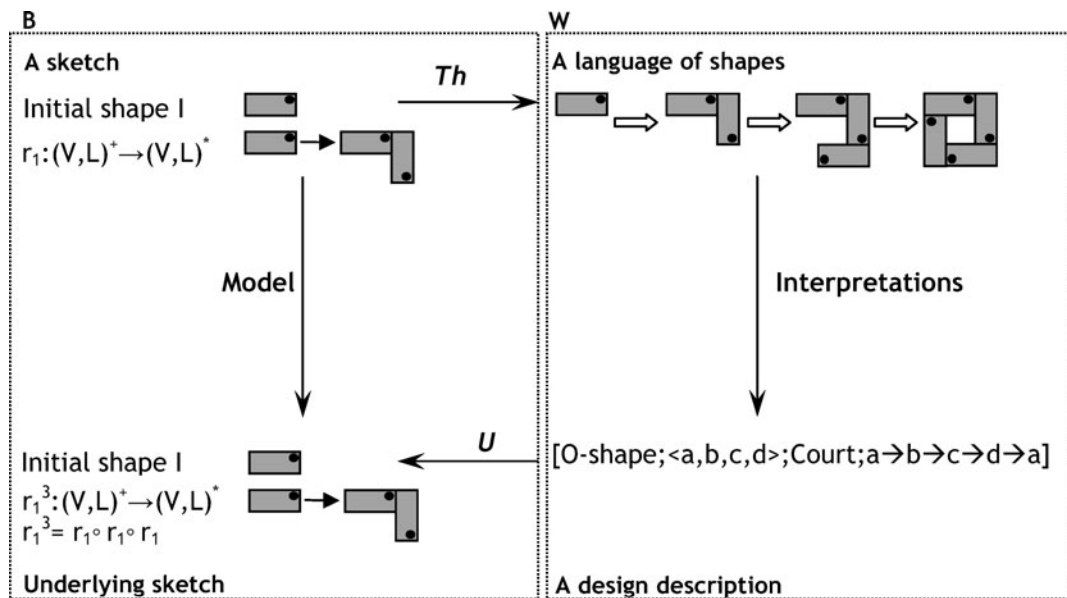 B
A sketch
Initial shape I
r₁:(V,L)⁺→(V,L)*
Th
Model
U
Initial shape I
r₁³:(V,L)⁺→(V,L)*
r₁³= r₁∘ r₁∘ r₁
Underlying sketch
W
A language of shapes
Interpretations
[O-shape;<a,b,c,d>;Court;a→b→c→d→a]
A design description